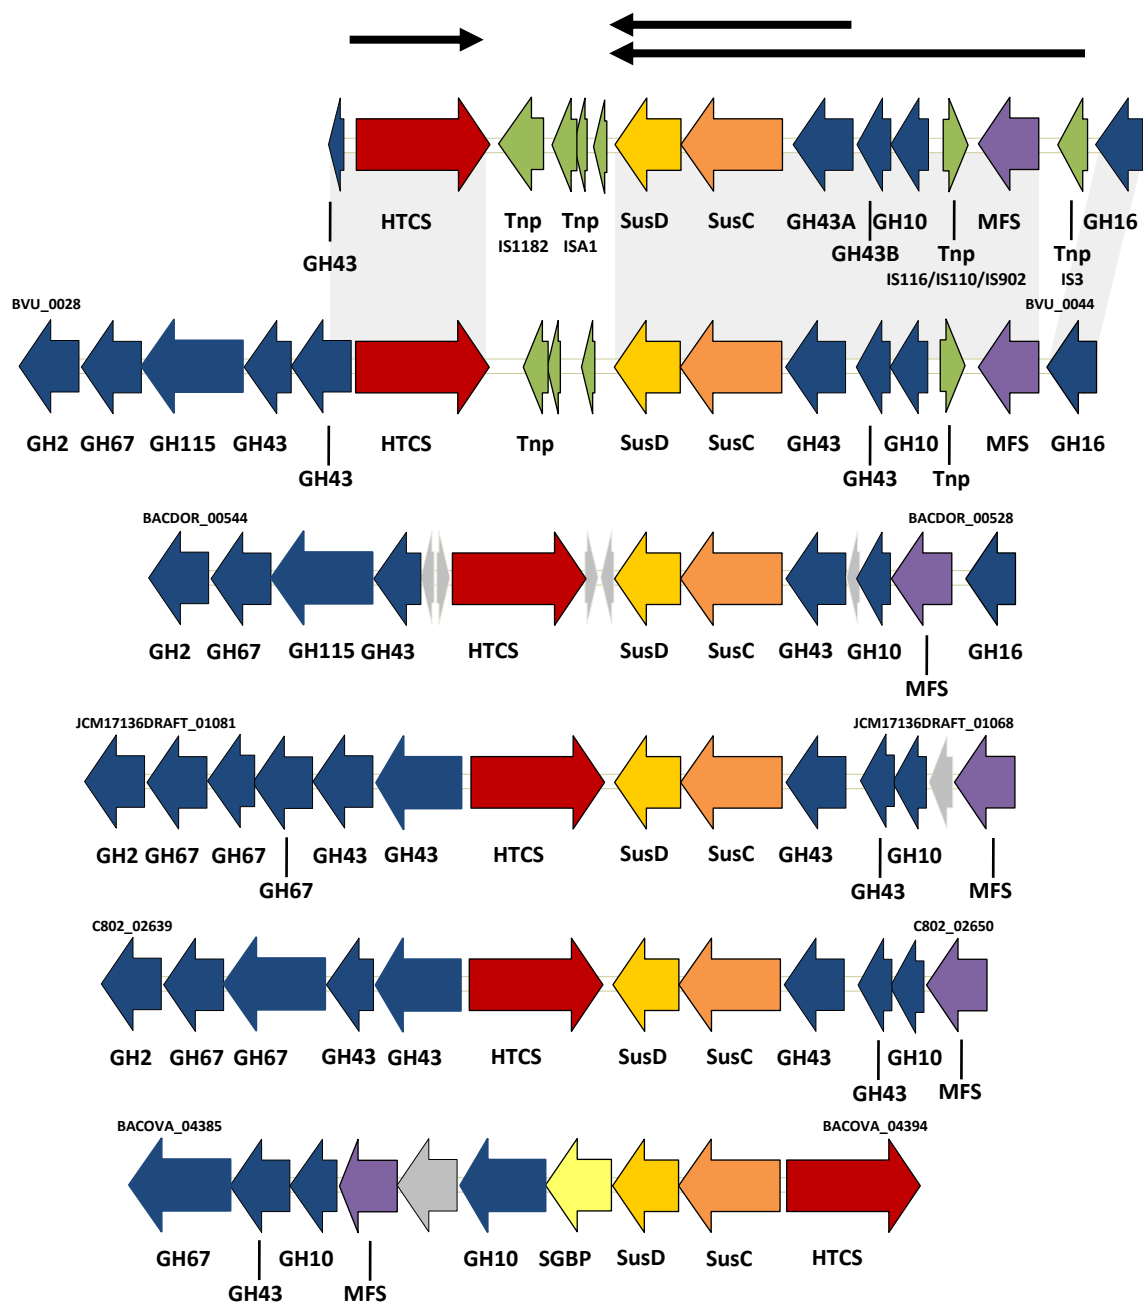 HTCS Tnp Tnp SusD SusC GH43A GH10 MFS GH16
IS1182 ISA1
GH43B Tnp Tnp
GH43 IS116/IS110/IS902 IS3
BVU_0028 BVU_0044
GH2 GH67 GH115 GH43 HTCS Tnp SusD SusC GH43 GH10 MFS GH16
GH43 GH43 Tnp
BACDOR_00544 BACDOR_00528
GH2 GH67 GH115 GH43 HTCS SusD SusC GH43 GH10 GH16
MFS
JCM17136DRAFT_01081 JCM17136DRAFT_01068
GH2 GH67 GH67 GH43 GH43 HTCS SusD SusC GH43 GH10
GH67 GH43 MFS
C802_02639 C802_02650
GH2 GH67 GH67 GH43 GH43 HTCS SusD SusC GH43 GH10
GH43 MFS
BACOVA_04385 BACOVA_04394
GH67 GH10 GH10 SGBP SusD SusC HTCS
GH43 MFS